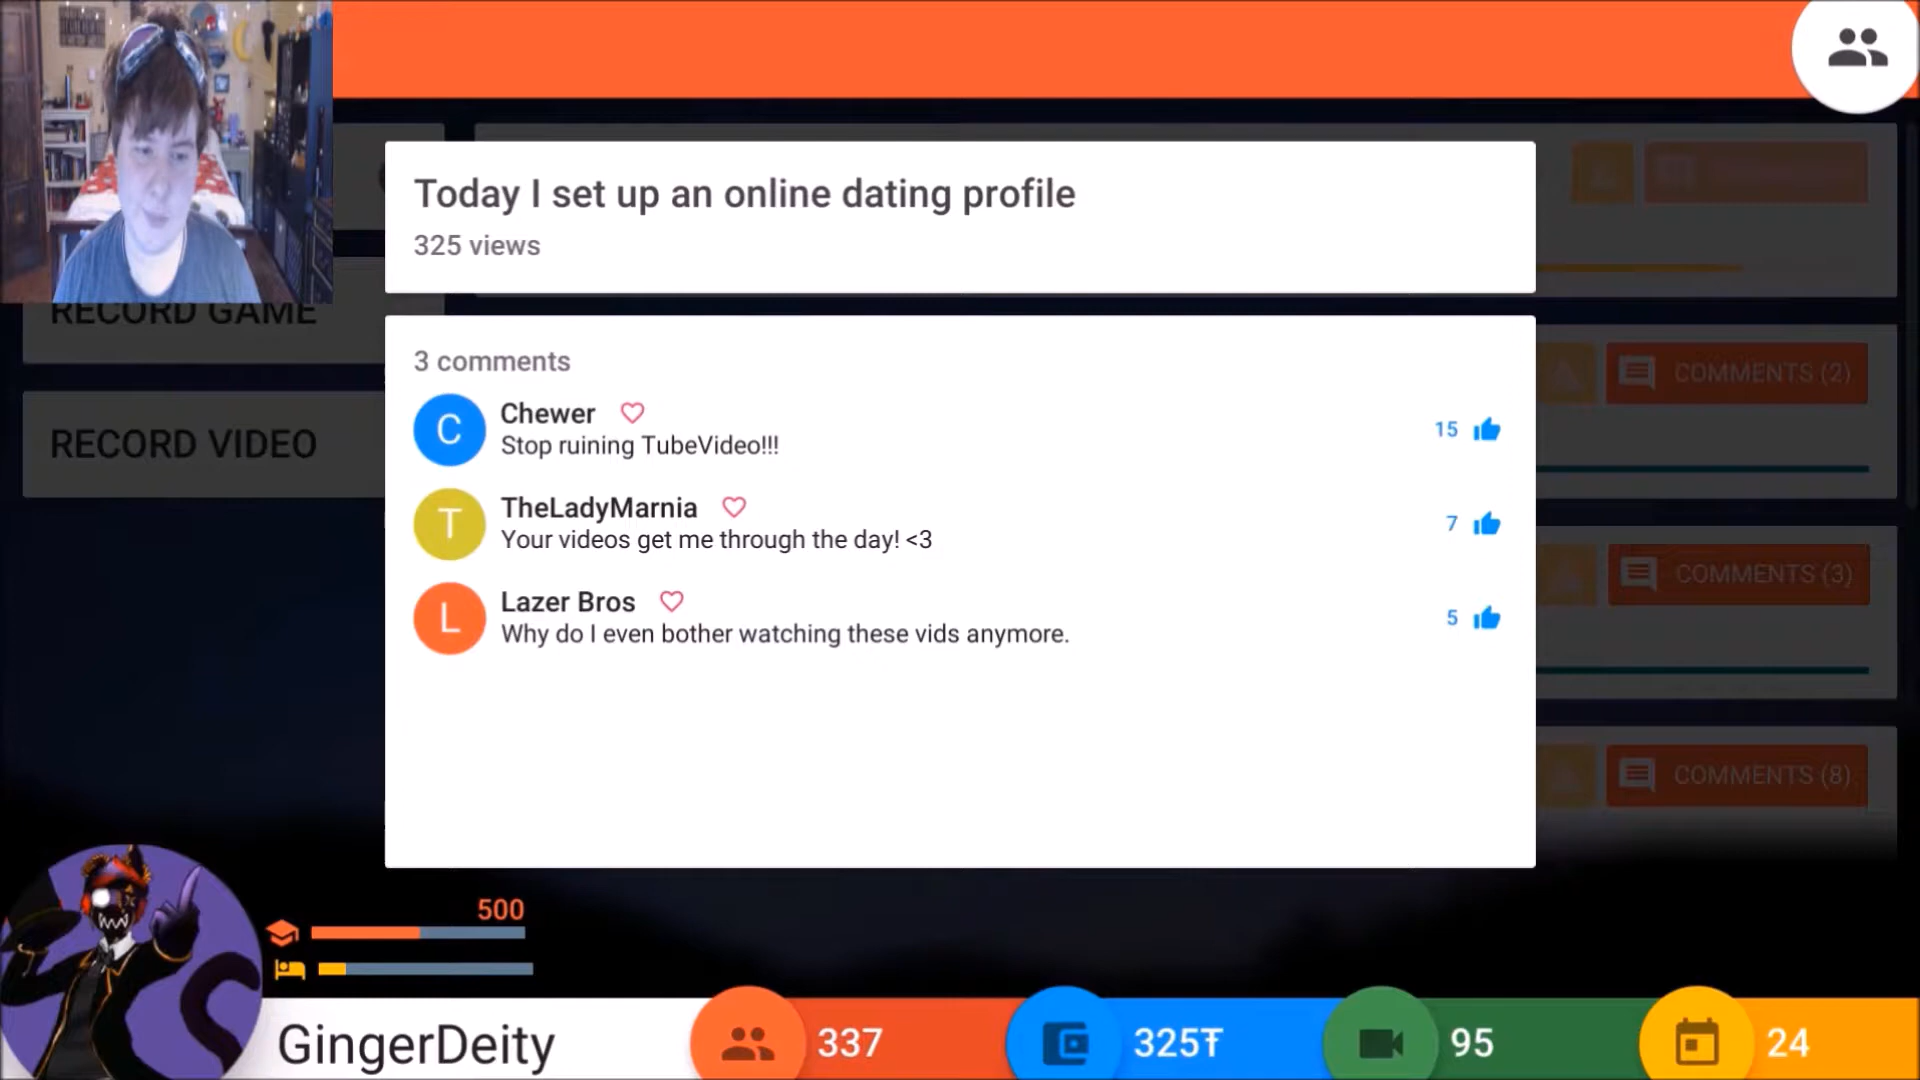 Today I set up an online dating profile
325 views
RECORD GAME
RECORD VIDEO
3 comments
C
Chewer
Stop ruining TubeVideo!!!
15
T
TheLadyMarnia
Your videos get me through the day! <3
7
L
Lazer Bros
Why do I even bother watching these vids anymore.
5
COMMENTS (2)
COMMENTS (3)
COMMENTS (8)
500
GingerDeity
337
325Ŧ
95
24